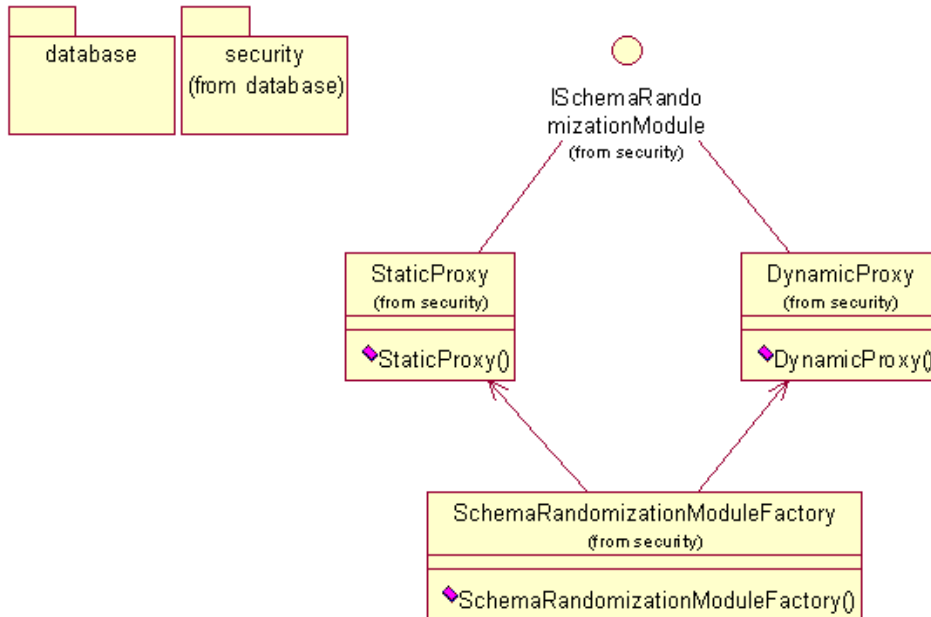 database
security
(from database)
ISchemaRando
mizationModule
(from security)
StaticProxy
(from security)
StaticProxy()
DynamicProxy
(from security)
DynamicProxy()
SchemaRandomizationModuleFactory
(from security)
SchemaRandomizationModuleFactory()